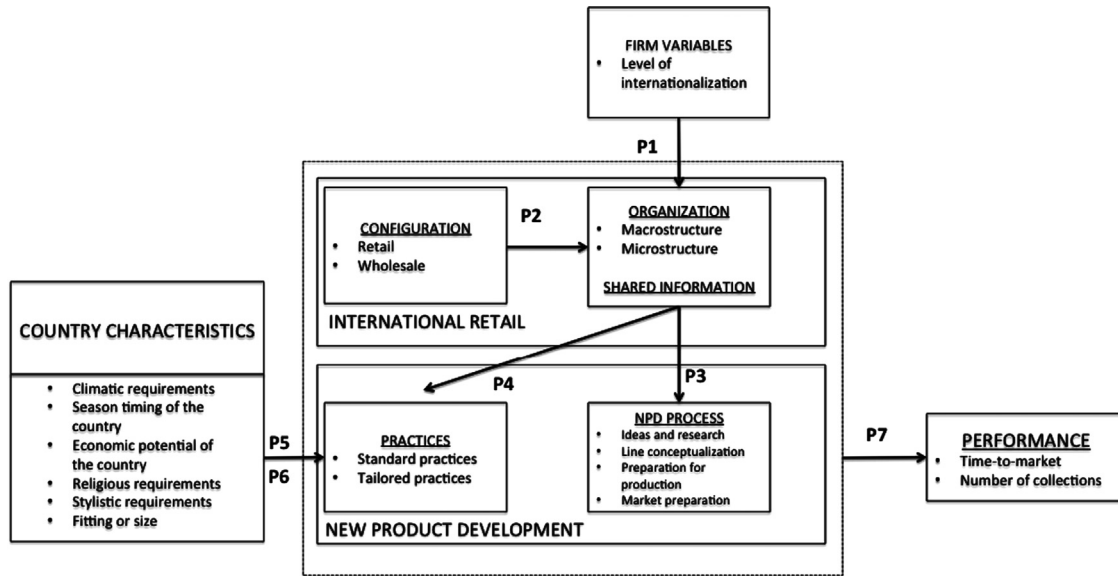 FIRM VARIABLES
• Level of
internationalization
P1
CONFIGURATION
• Retail
• Wholesale
P2
ORGANIZATION
• Macrostructure
• Microstructure
SHARED INFORMATION
INTERNATIONAL RETAIL
COUNTRY CHARACTERISTICS
• Climatic requirements
• Season timing of the
country
• Economic potential of
the country
• Religious requirements
• Stylistic requirements
• Fitting or size
P5
P6
P4
P3
PRACTICES
• Standard practices
• Tailored practices
NPD PROCESS
• Ideas and research
• Line conceptualization
• Preparation for
production
• Market preparation
NEW PRODUCT DEVELOPMENT
P7
PERFORMANCE
• Time-to-market
• Number of collections